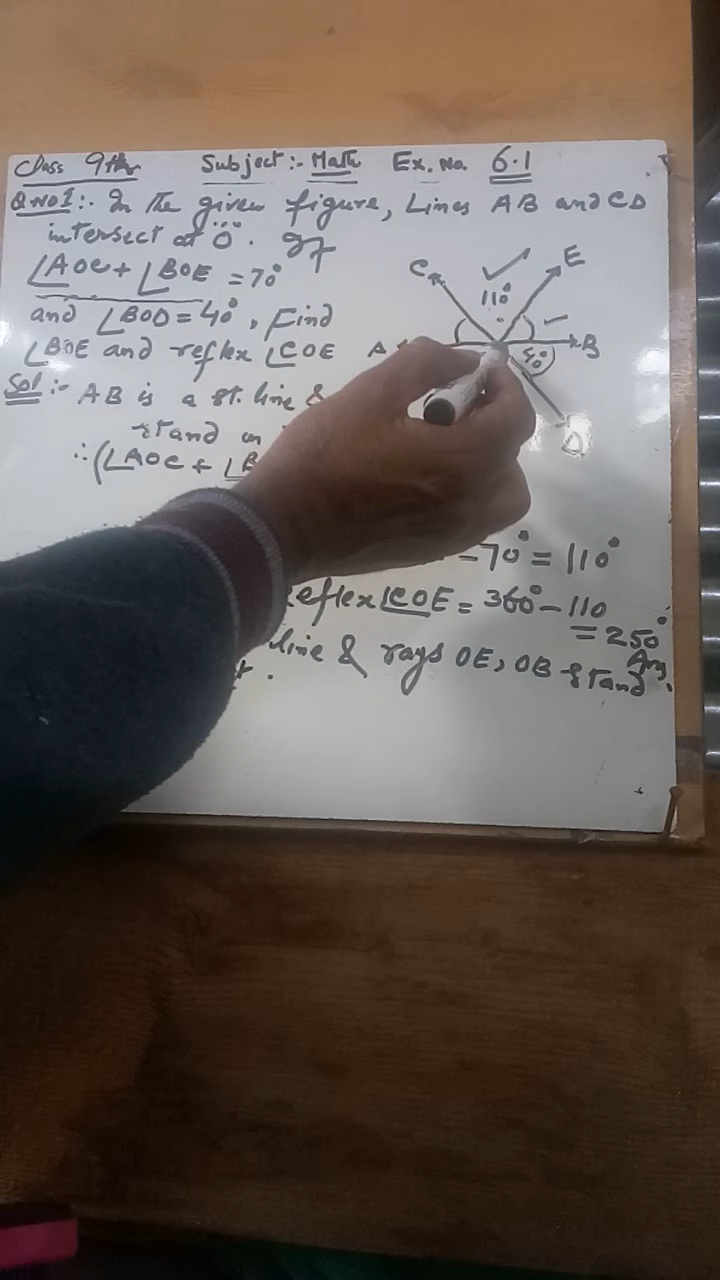 Class 9th Subject:- Math Ex. No. 6.1
Q.NO1:. In the given figure, Lines AB and CD
intersect at "O". If
∠AOC + ∠BOE = 70°
and ∠BOD = 40°, Find
∠BOE and reflex ∠COE
C E
110°
A B
40°
D
Sol:- AB is a st. line &
stand on
∴ (∠AOC + ∠B
- 70° = 110°
reflex ∠COE = 360° - 110
= 250°
Ans
line & rays OE, OB stand